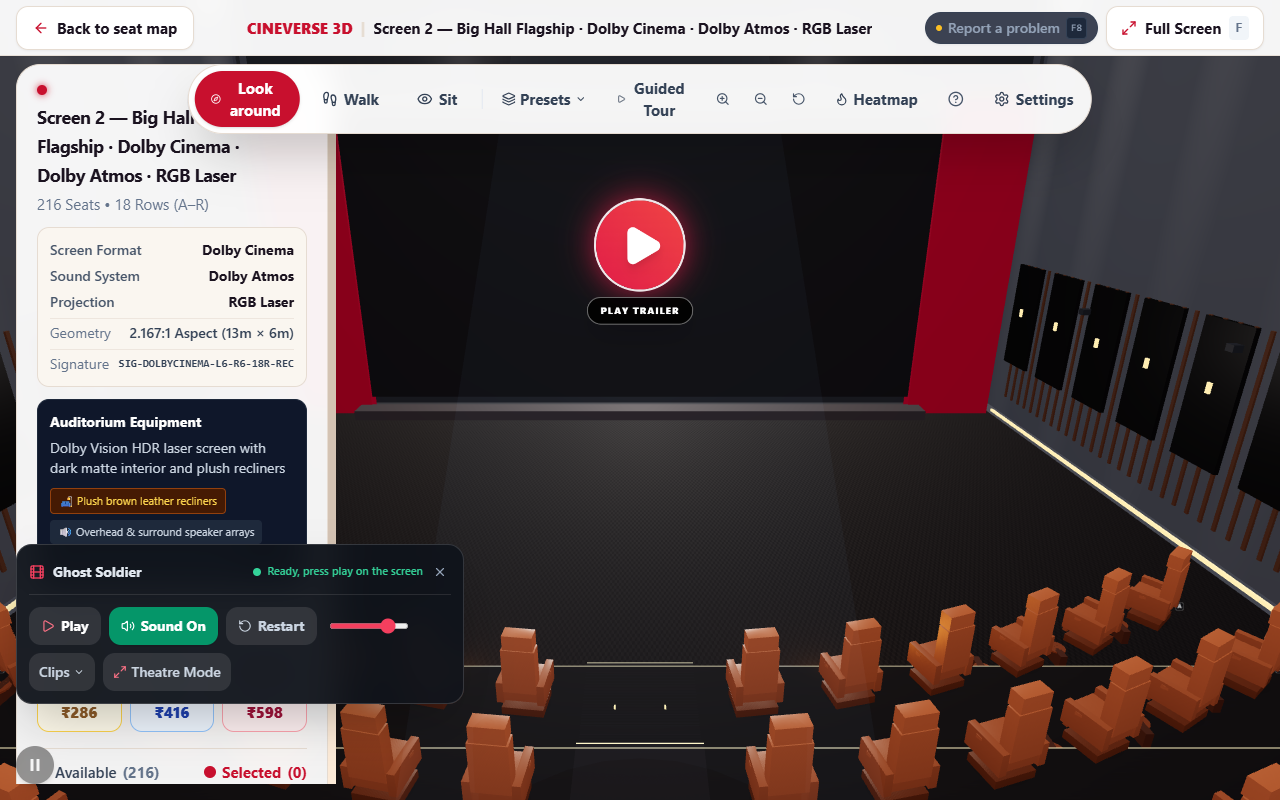 Back to seat map
CINEVERSE 3D | Screen 2 — Big Hall Flagship · Dolby Cinema · Dolby Atmos · RGB Laser
Report a problem F8
Full Screen F
Look around
Walk
Sit
Presets
Guided Tour
Heatmap
Settings
Screen 2 — Big Hall
Flagship · Dolby Cinema ·
Dolby Atmos · RGB Laser
216 Seats • 18 Rows (A–R)
Screen Format Dolby Cinema
Sound System Dolby Atmos
Projection RGB Laser
Geometry 2.167:1 Aspect (13m × 6m)
Signature SIG-DOLBYCINEMA-L6-R6-18R-REC
Auditorium Equipment
Dolby Vision HDR laser screen with
dark matte interior and plush recliners
Plush brown leather recliners
Overhead & surround speaker arrays
PLAY TRAILER
Ghost Soldier
Ready, press play on the screen
Play
Sound On
Restart
Clips
Theatre Mode
₹286
₹416
₹598
Available (216)
Selected (0)